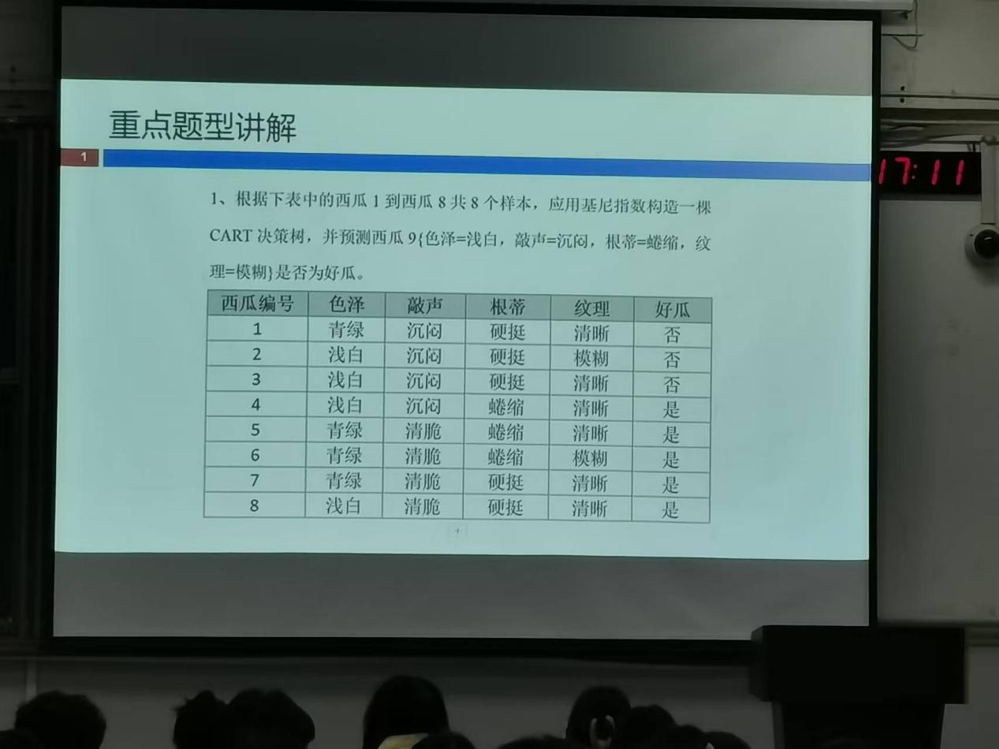 重点题型讲解
1
17:11
1、根据下表中的西瓜 1 到西瓜 8 共 8 个样本，应用基尼指数构造一棵
CART 决策树，并预测西瓜 9{色泽=浅白，敲声=沉闷，根蒂=蜷缩，纹
理=模糊}是否为好瓜。
西瓜编号 色泽 敲声 根蒂 纹理 好瓜
1 青绿 沉闷 硬挺 清晰 否
2 浅白 沉闷 硬挺 模糊 否
3 浅白 沉闷 硬挺 清晰 否
4 浅白 沉闷 蜷缩 清晰 是
5 青绿 清脆 蜷缩 清晰 是
6 青绿 清脆 蜷缩 模糊 是
7 青绿 清脆 硬挺 清晰 是
8 浅白 清脆 硬挺 清晰 是